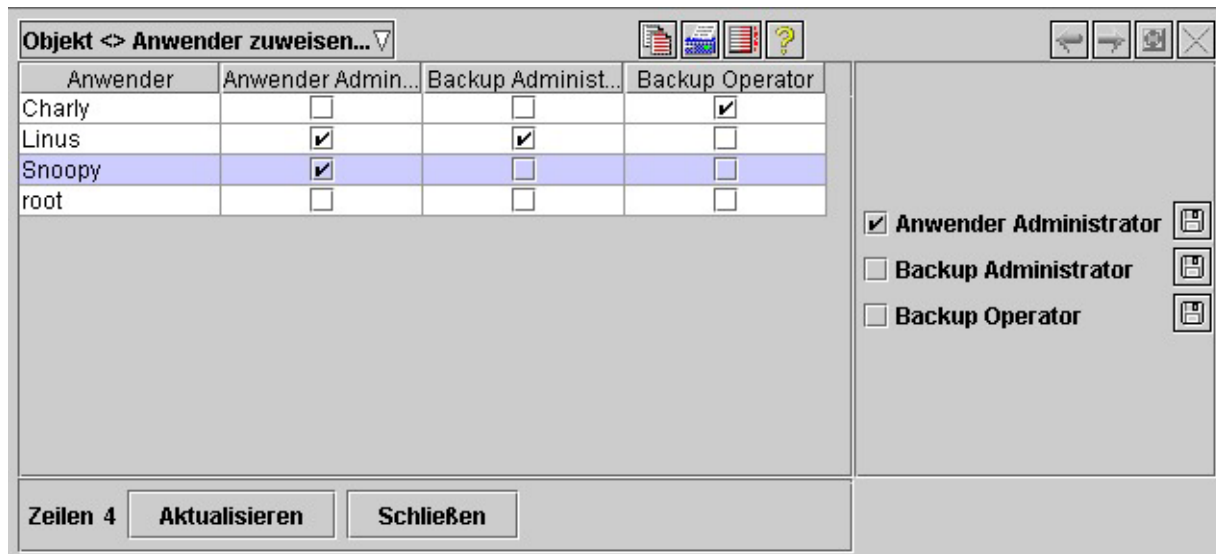 Objekt <> Anwender zuweisen...
Anwender Anwender Admin... Backup Administ... Backup Operator
Charly
Linus
Snoopy
root
Anwender Administrator
Backup Administrator
Backup Operator
Zeilen 4 Aktualisieren Schließen